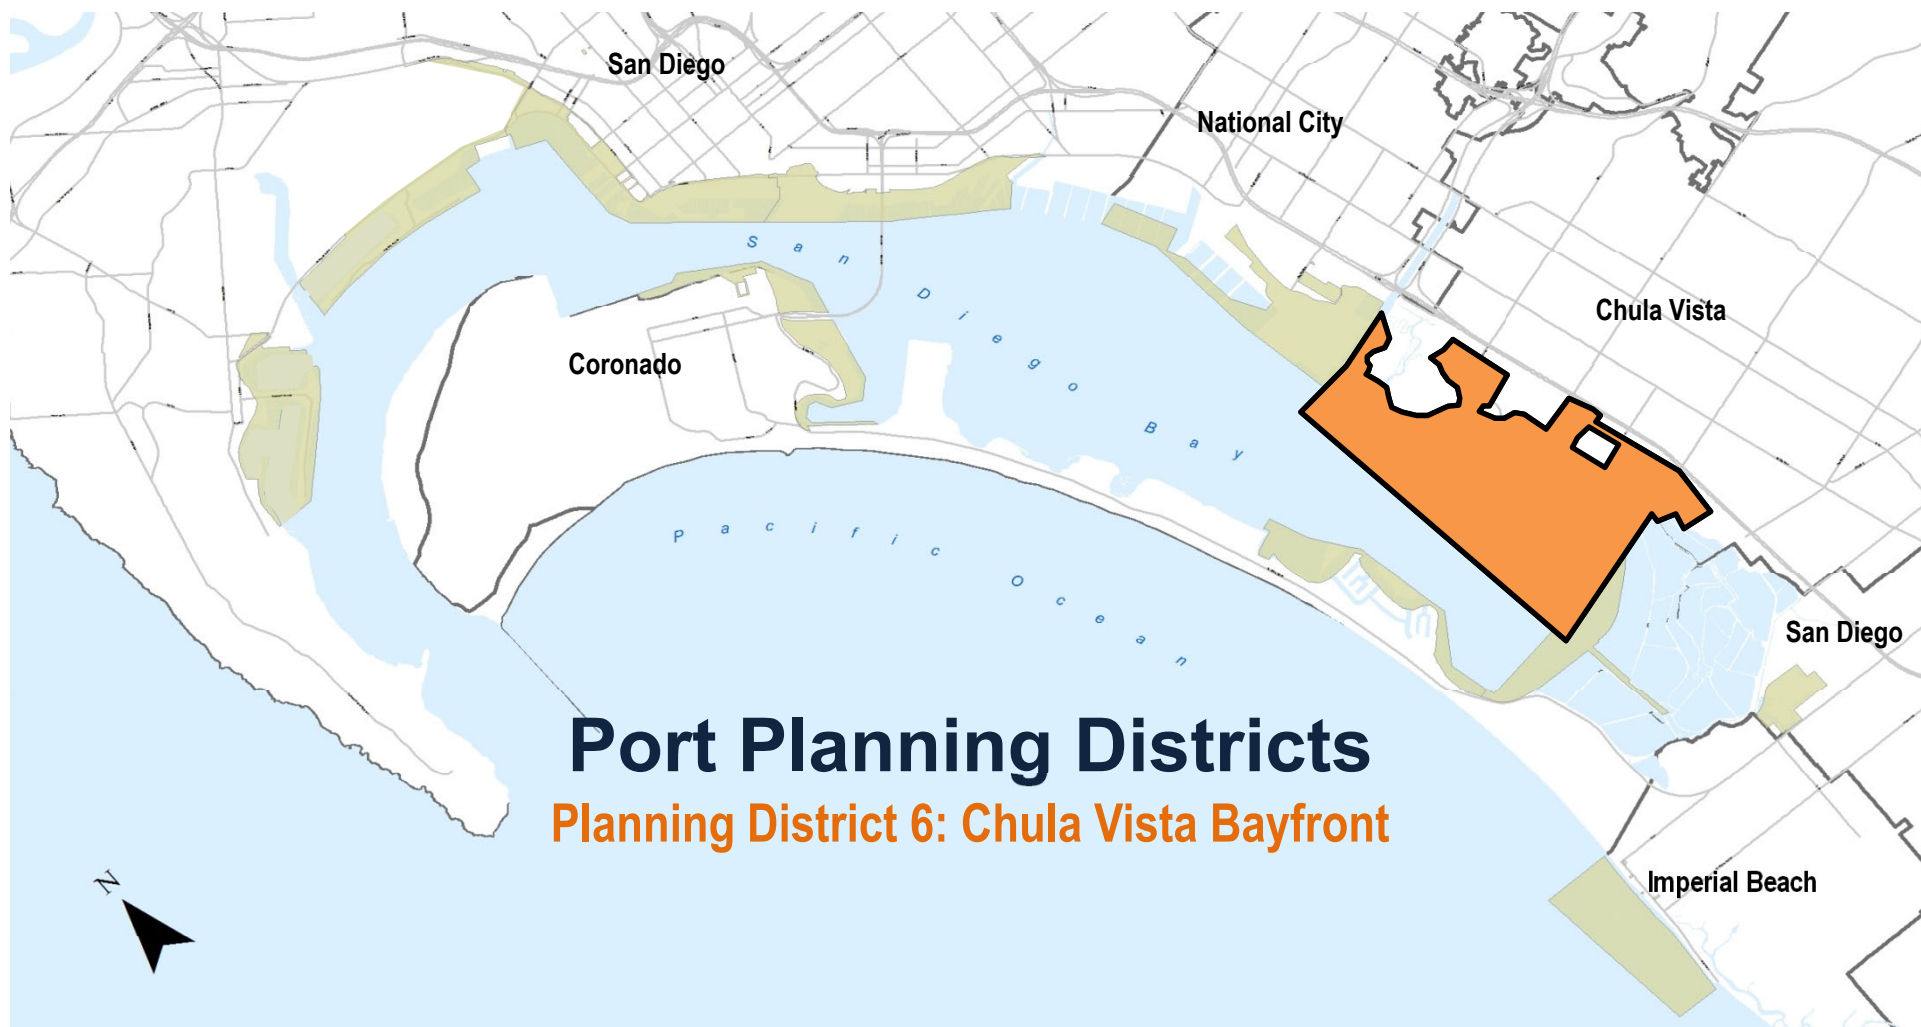 San Diego
National City
Chula Vista
Coronado
San Diego Bay
Pacific Ocean
San Diego
Port Planning Districts
Planning District 6: Chula Vista Bayfront
Imperial Beach
N